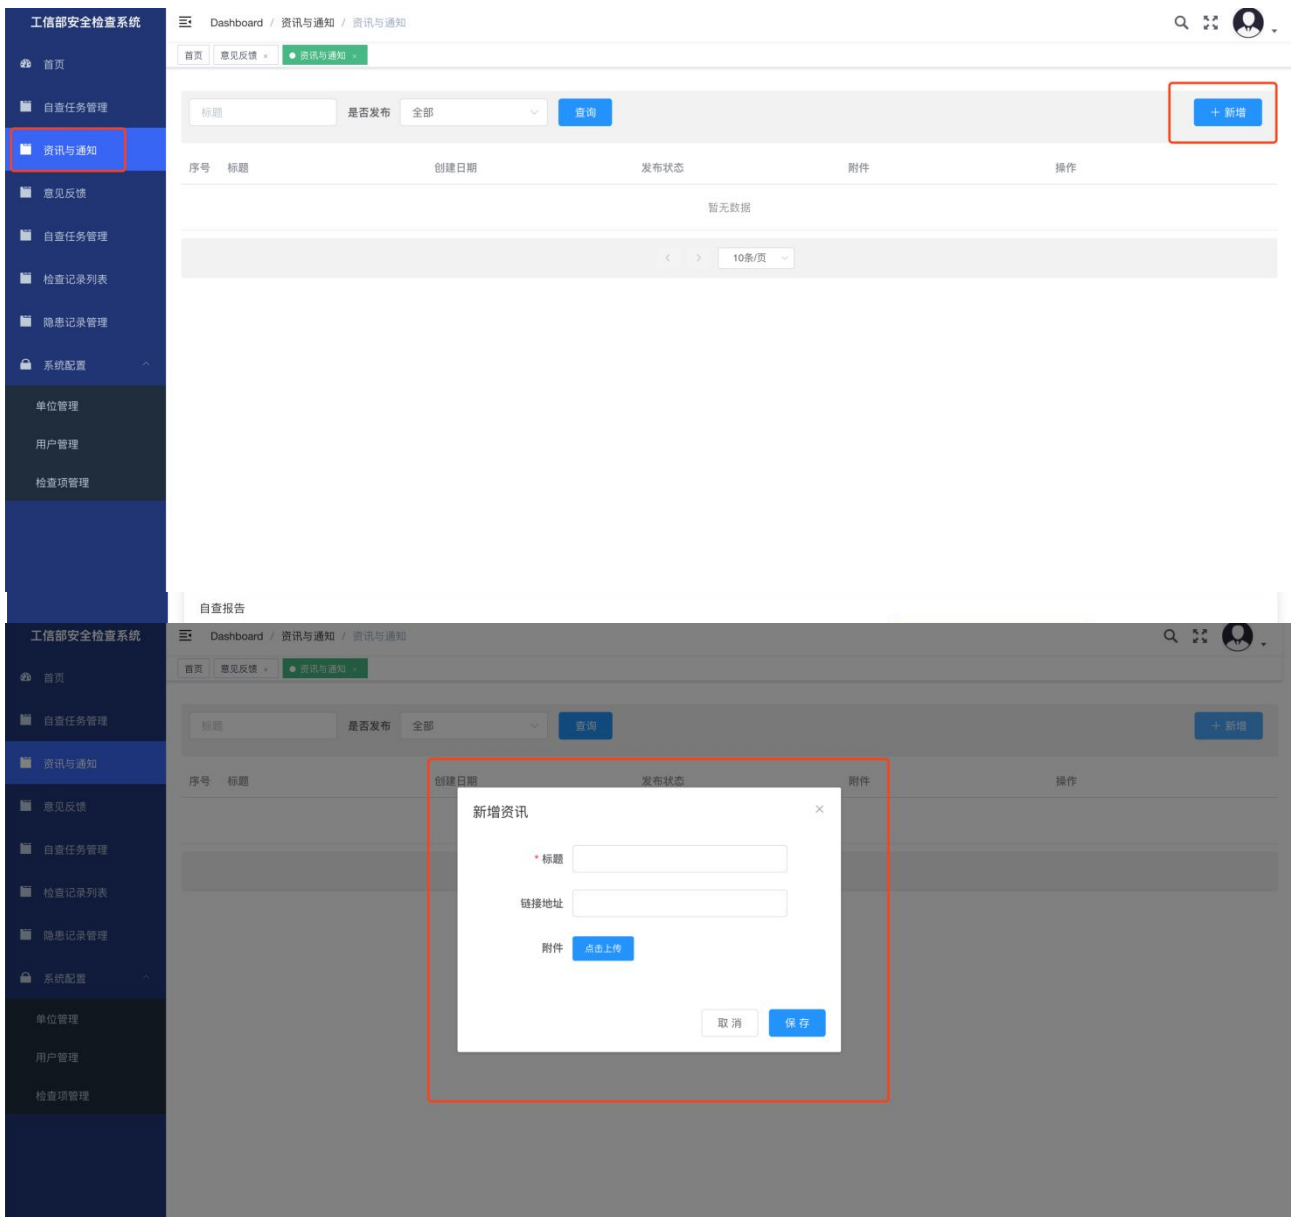 工信部安全检查系统
Dashboard / 资讯与通知 / 资讯与通知
首页 意见反馈 × 资讯与通知 ×
首页
自查任务管理
资讯与通知
意见反馈
自查任务管理
检查记录列表
隐患记录管理
系统配置
单位管理
用户管理
检查项管理
标题 是否发布 全部 查询 + 新增
序号 标题 创建日期 发布状态 附件 操作
暂无数据
< > 10条/页
自查报告
工信部安全检查系统
Dashboard / 资讯与通知 / 资讯与通知
首页 意见反馈 × 资讯与通知 ×
首页
自查任务管理
资讯与通知
意见反馈
自查任务管理
检查记录列表
隐患记录管理
系统配置
单位管理
用户管理
检查项管理
标题 是否发布 全部 查询 + 新增
序号 标题 创建日期 发布状态 附件 操作
新增资讯 ×
* 标题
链接地址
附件 点击上传
取消 保存